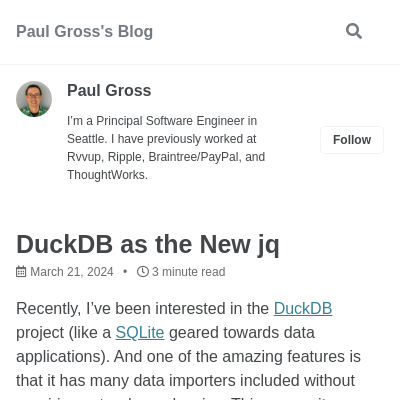 Paul Gross's Blog
Paul Gross
I'm a Principal Software Engineer in
Seattle. I have previously worked at
Rvvup, Ripple, Braintree/PayPal, and
ThoughtWorks.
Follow
DuckDB as the New jq
March 21, 2024 • 3 minute read
Recently, I've been interested in the DuckDB
project (like a SQLite geared towards data
applications). And one of the amazing features is
that it has many data importers included without